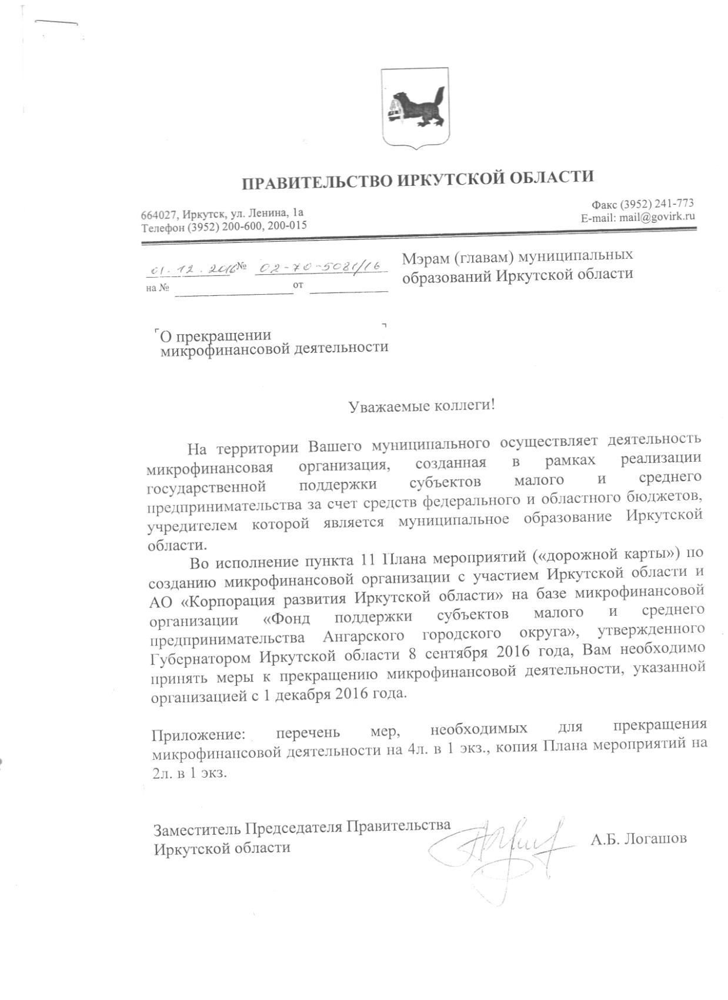 ПРАВИТЕЛЬСТВО ИРКУТСКОЙ ОБЛАСТИ
664027, Иркутск, ул. Ленина, 1а
Телефон (3952) 200-600, 200-015
Факс (3952) 241-773
E-mail: mail@govirk.ru
01.12.2016 № 02-70-5081/16
на № от
Мэрам (главам) муниципальных
образований Иркутской области
О прекращении
микрофинансовой деятельности
Уважаемые коллеги!
На территории Вашего муниципального осуществляет деятельность
микрофинансовая организация, созданная в рамках реализации
государственной поддержки субъектов малого и среднего
предпринимательства за счет средств федерального и областного бюджетов,
учредителем которой является муниципальное образование Иркутской
области.
Во исполнение пункта 11 Плана мероприятий («дорожной карты») по
созданию микрофинансовой организации с участием Иркутской области и
АО «Корпорация развития Иркутской области» на базе микрофинансовой
организации «Фонд поддержки субъектов малого и среднего
предпринимательства Ангарского городского округа», утвержденного
Губернатором Иркутской области 8 сентября 2016 года, Вам необходимо
принять меры к прекращению микрофинансовой деятельности, указанной
организацией с 1 декабря 2016 года.
Приложение: перечень мер, необходимых для прекращения
микрофинансовой деятельности на 4л. в 1 экз., копия Плана мероприятий на
2л. в 1 экз.
Заместитель Председателя Правительства
Иркутской области
А.Б. Логашов